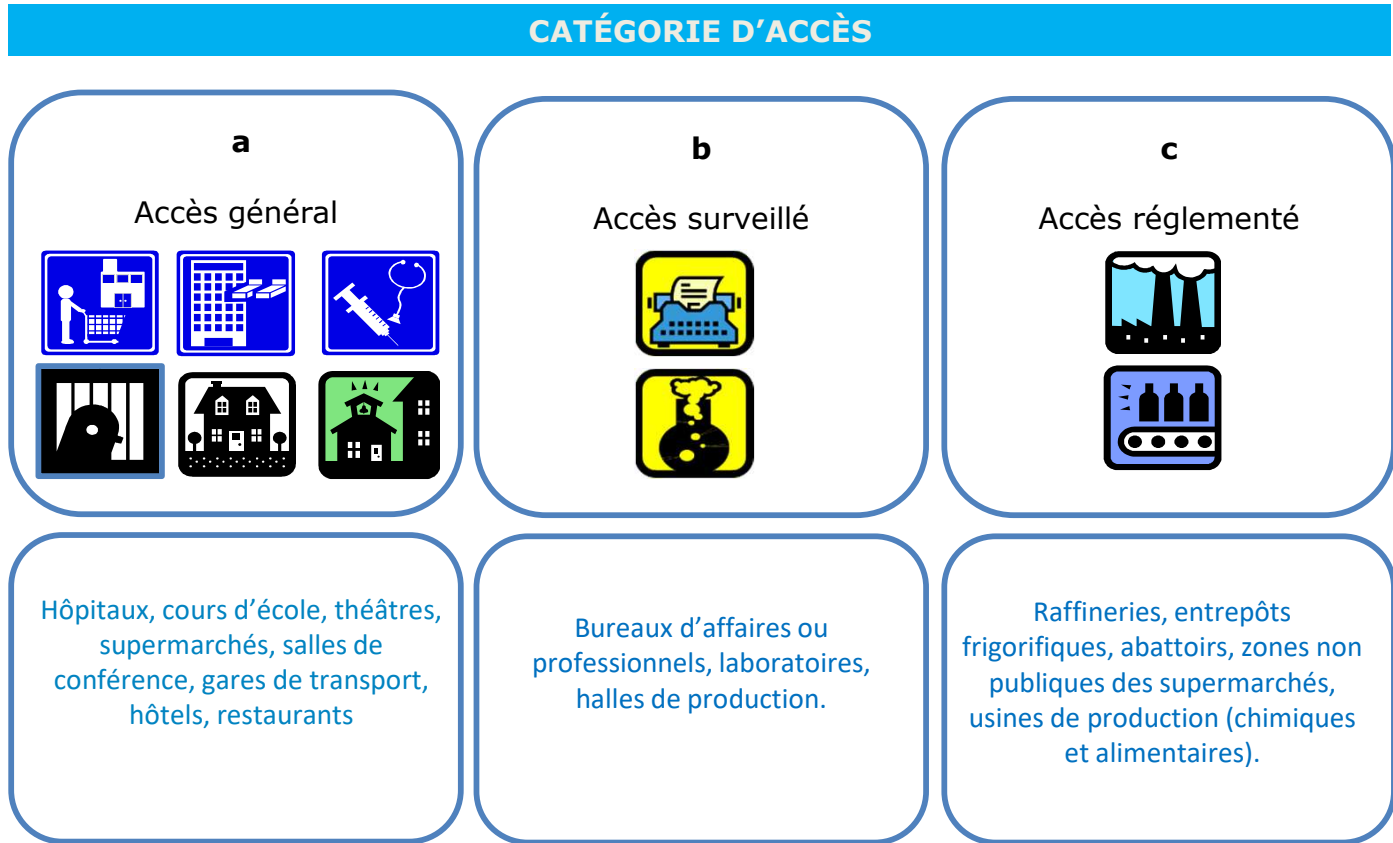 CATÉGORIE D’ACCÈS
a
Accès général
b
Accès surveillé
c
Accès réglementé
Hôpitaux, cours d’école, théâtres,
supermarchés, salles de
conférence, gares de transport,
hôtels, restaurants
Bureaux d’affaires ou
professionnels, laboratoires,
halles de production.
Raffineries, entrepôts
frigorifiques, abattoirs, zones non
publiques des supermarchés,
usines de production (chimiques
et alimentaires).